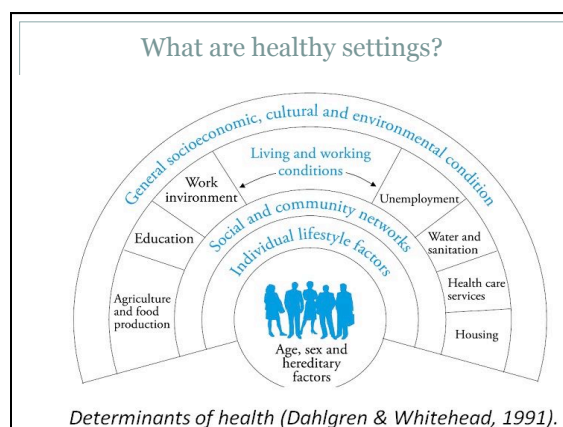 What are healthy settings?
General socioeconomic, cultural and environmental condition
Living and working
conditions
Work
invironment
Unemployment
Social and community networks
Education
Water and
sanitation
Individual lifestyle factors
Agriculture
and food
production
Health care
services
Housing
Age, sex and
hereditary
factors
Determinants of health (Dahlgren & Whitehead, 1991).